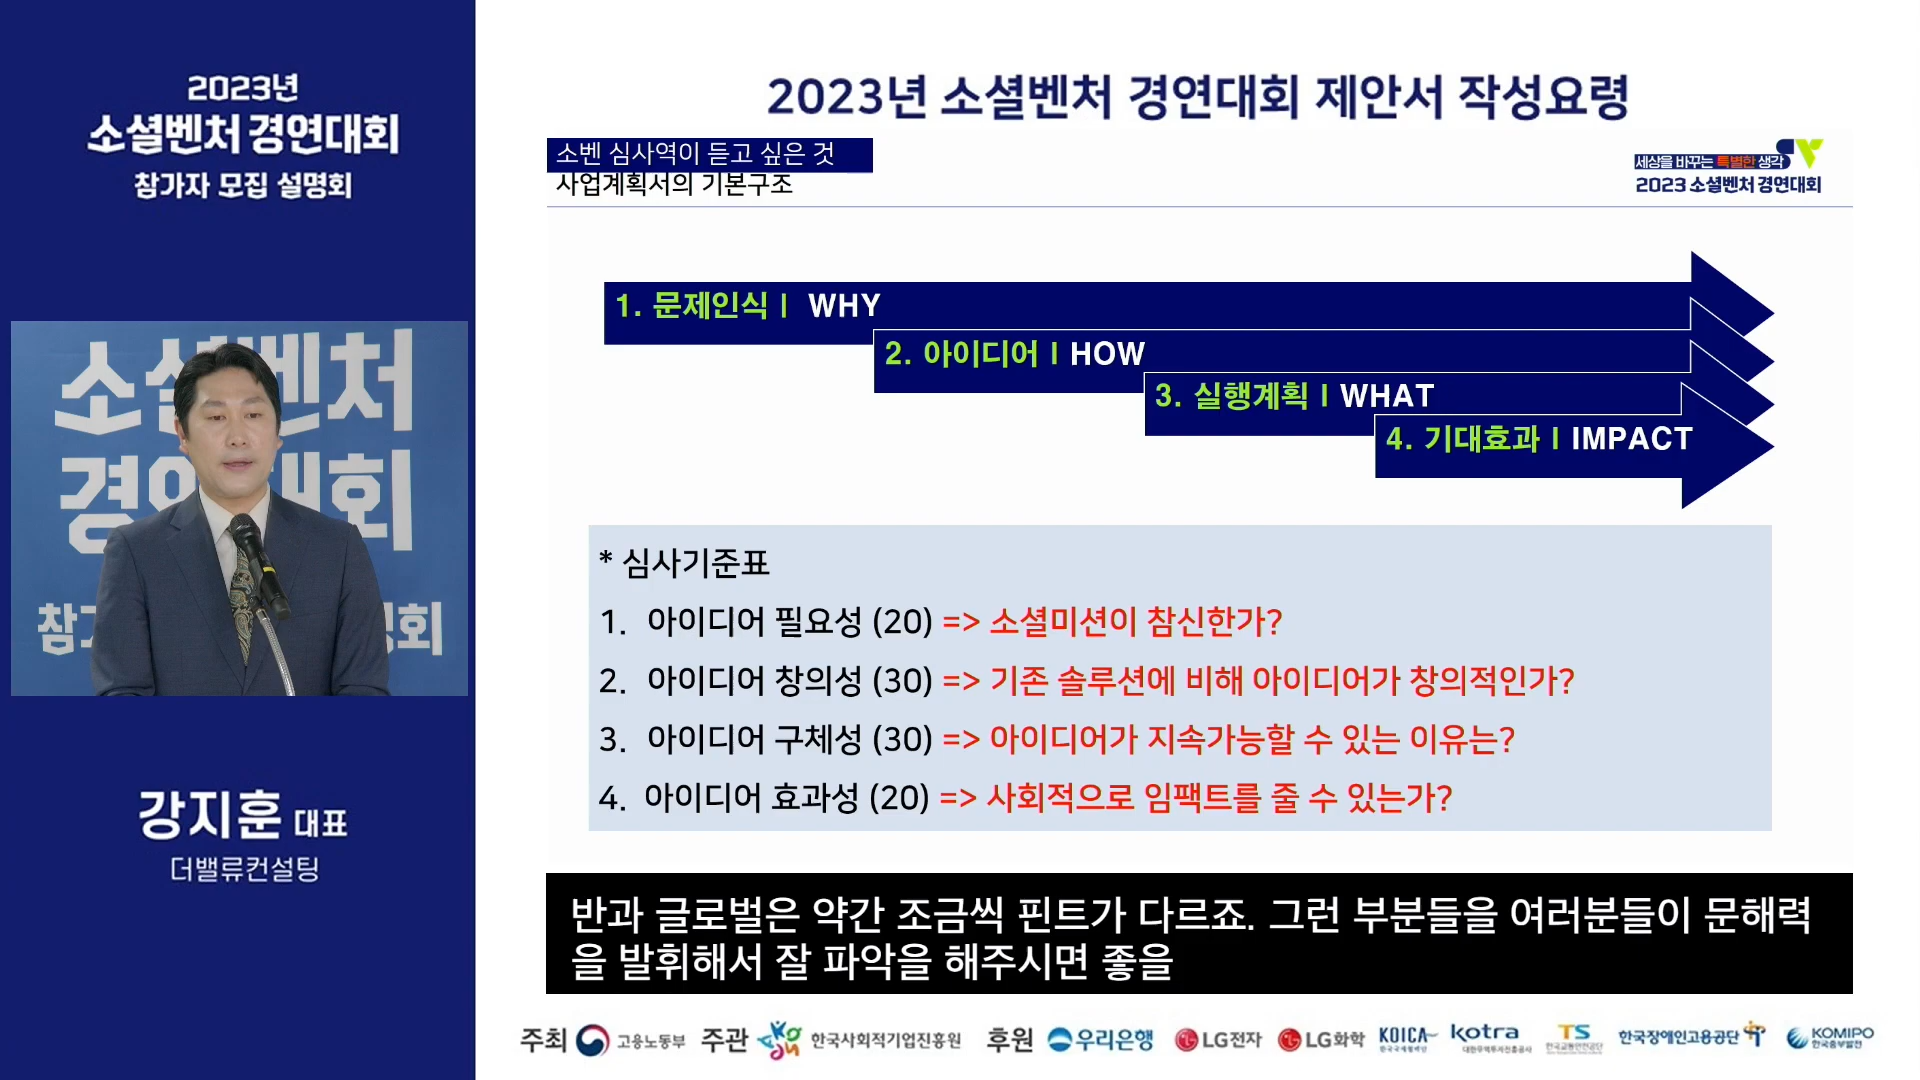 2023년
소셜벤처 경연대회
참가자 모집 설명회
강지훈 대표
더밸류컨설팅
2023년 소셜벤처 경연대회 제안서 작성요령
소벤 심사역이 듣고 싶은 것
사업계획서의 기본구조
세상을 바꾸는 특별한 생각
2023 소셜벤처 경연대회
1. 문제인식 | WHY
2. 아이디어 | HOW
3. 실행계획 | WHAT
4. 기대효과 | IMPACT
* 심사기준표
1. 아이디어 필요성 (20) => 소셜미션이 참신한가?
2. 아이디어 창의성 (30) => 기존 솔루션에 비해 아이디어가 창의적인가?
3. 아이디어 구체성 (30) => 아이디어가 지속가능할 수 있는 이유는?
4. 아이디어 효과성 (20) => 사회적으로 임팩트를 줄 수 있는가?
반과 글로벌은 약간 조금씩 핀트가 다르죠. 그런 부분들을 여러분들이 문해력
을 발휘해서 잘 파악을 해주시면 좋을
주최 고용노동부 주관 한국사회적기업진흥원 후원 우리은행 LG전자 LG화학 KOICA kotra TS 한국장애인고용공단 KOMIPO 한국중부발전